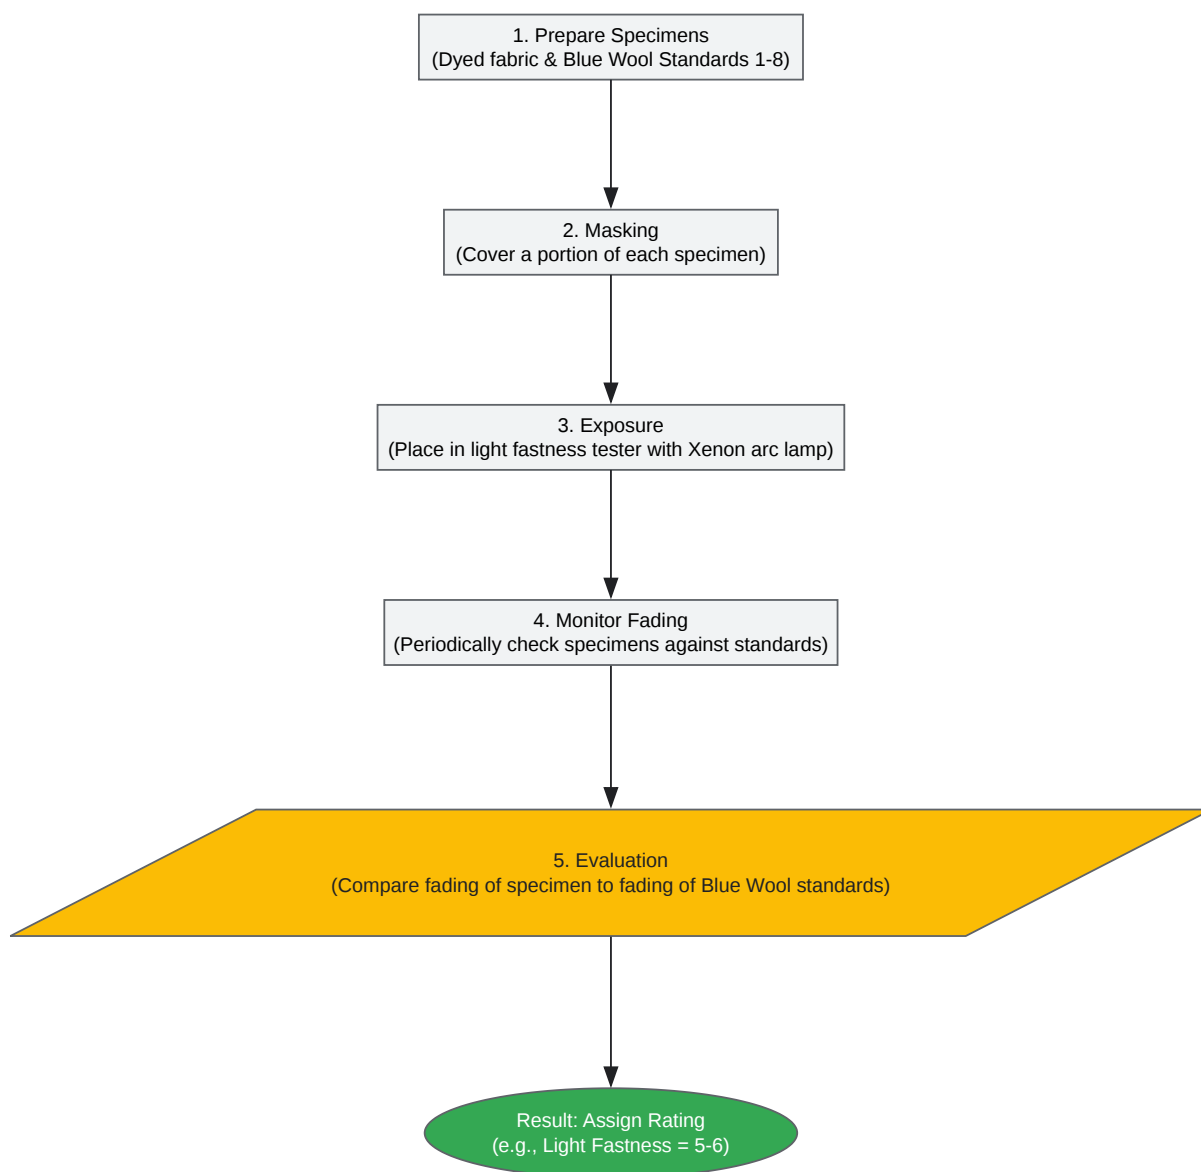 1. Prepare Specimens
(Dyed fabric & Blue Wool Standards 1-8)
2. Masking
(Cover a portion of each specimen)
3. Exposure
(Place in light fastness tester with Xenon arc lamp)
4. Monitor Fading
(Periodically check specimens against standards)
5. Evaluation
(Compare fading of specimen to fading of Blue Wool standards)
Result: Assign Rating
(e.g., Light Fastness = 5-6)